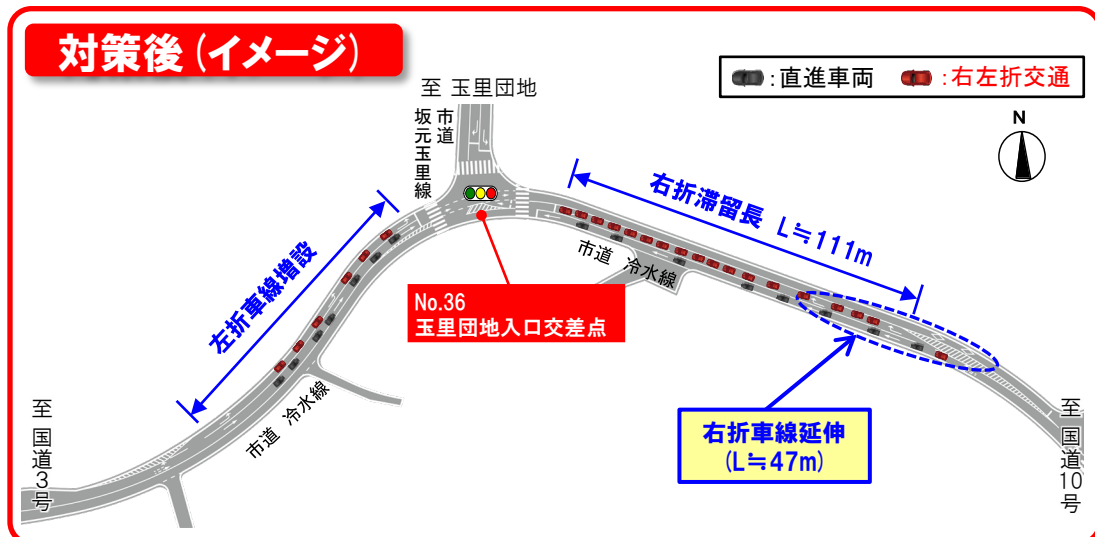 対策後(イメージ)
:直進車両
:右左折交通
至 玉里団地
市道
坂元玉里線
N
右折滞留長 L≒111m
左折車線増設
市道 冷水線
No.36
玉里団地入口交差点
市道 冷水線
右折車線延伸
(L≒47m)
至 国道3号
至 国道10号